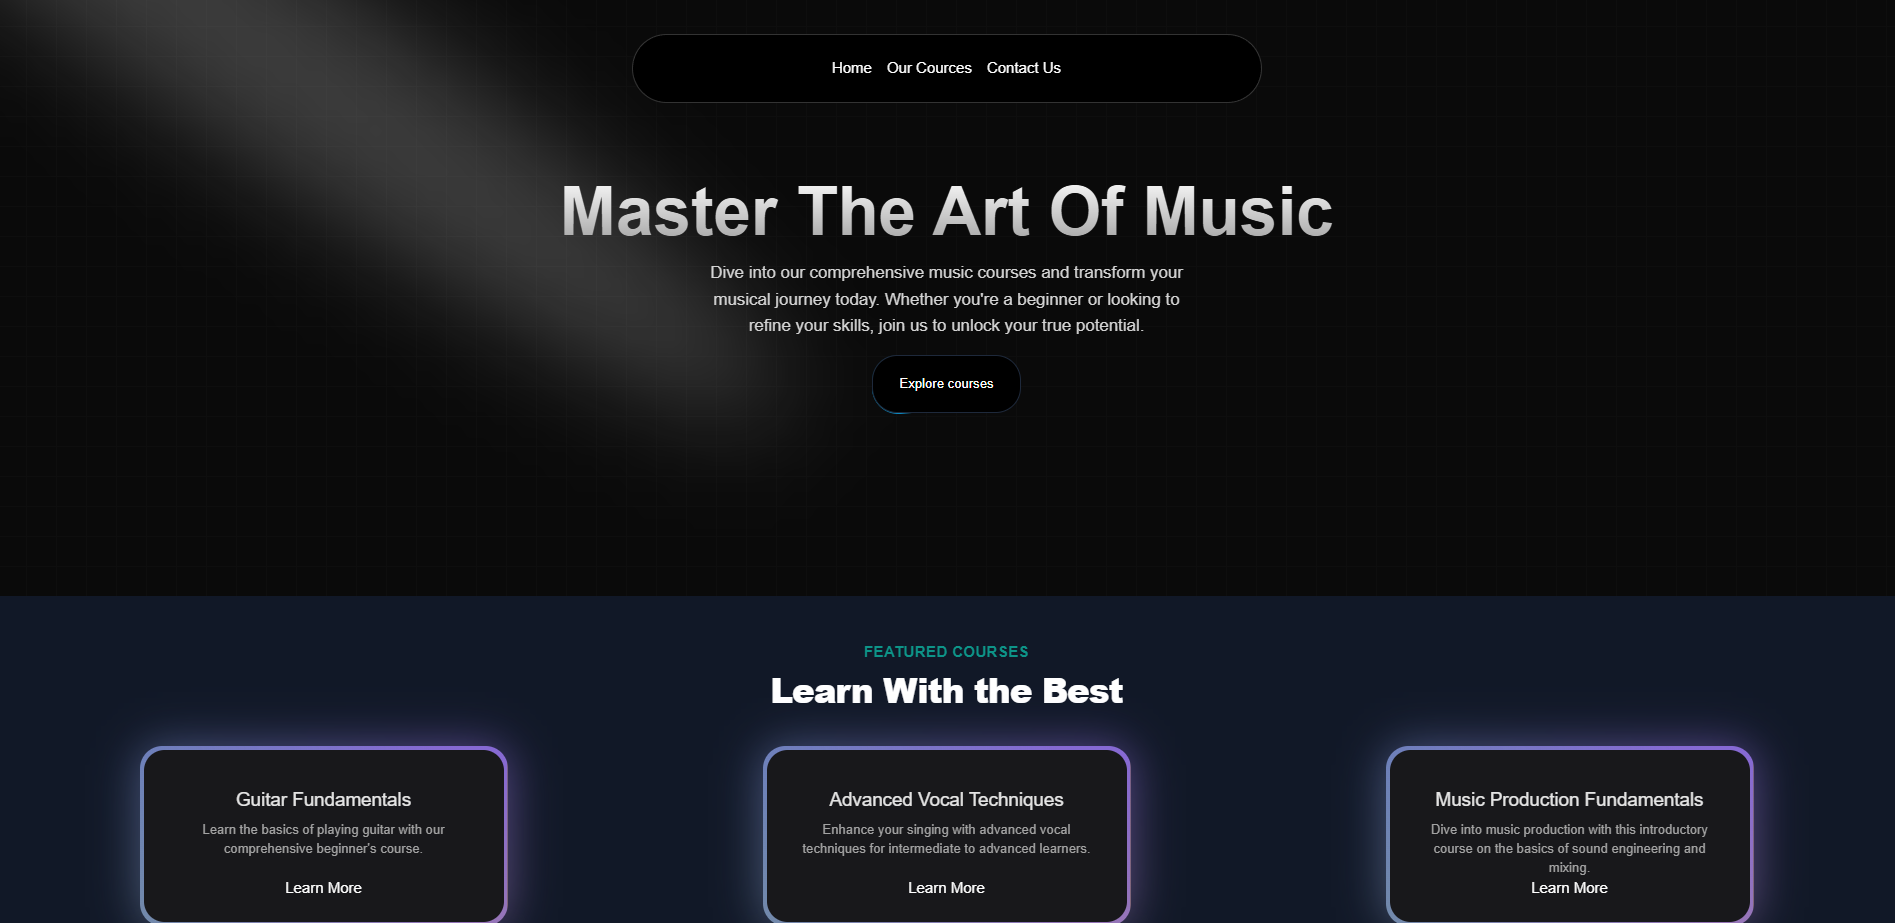 Home Our Cources Contact Us
Master The Art Of Music
Dive into our comprehensive music courses and transform your
musical journey today. Whether you're a beginner or looking to
refine your skills, join us to unlock your true potential.
Explore courses
FEATURED COURSES
Learn With the Best
Guitar Fundamentals
Learn the basics of playing guitar with our
comprehensive beginner's course.
Learn More
Advanced Vocal Techniques
Enhance your singing with advanced vocal
techniques for intermediate to advanced learners.
Learn More
Music Production Fundamentals
Dive into music production with this introductory
course on the basics of sound engineering and
mixing.
Learn More